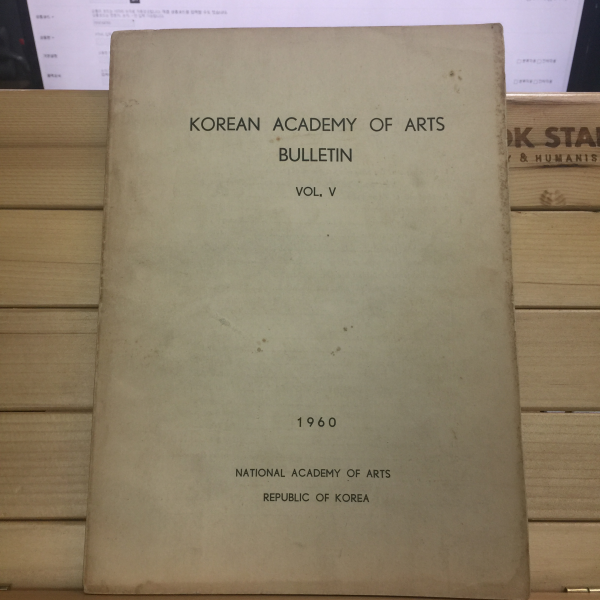 KOREAN ACADEMY OF ARTS
BULLETIN
VOL. V
1960
NATIONAL ACADEMY OF ARTS
REPUBLIC OF KOREA